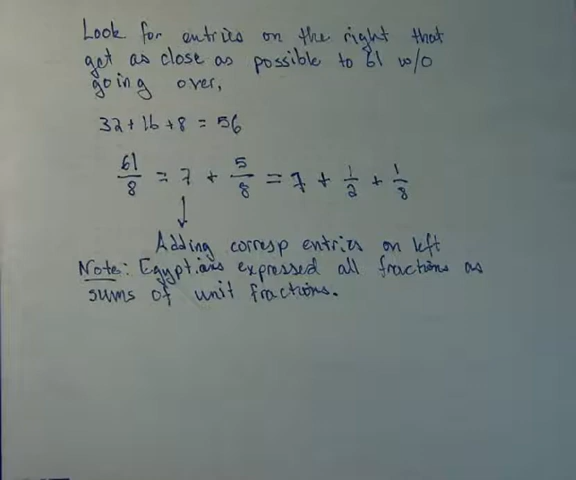 Look for entries on the right that
get as close as possible to 61 w/o
going over.
32 + 16 + 8 = 56
61/8 = 7 + 5/8 = 7 + 1/2 + 1/8
Adding corresp entries on left
Note: Egyptians expressed all fractions as
sums of unit fractions.